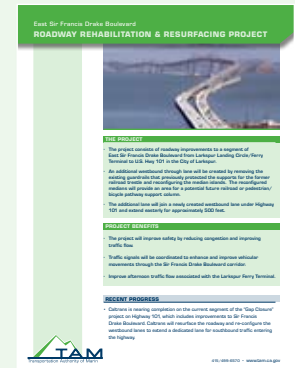 East Sir Francis Drake Boulevard
ROADWAY REHABILITATION & RESURFACING PROJECT
THE PROJECT
· The project consists of roadway improvements to a segment of
East Sir Francis Drake Boulevard from Larkspur Landing Circle/Ferry
Terminal to U.S. Hwy 101 in the City of Larkspur.
· An additional westbound through lane will be created by removing the
existing guardrails that previously protected the supports for the former
railroad trestle and reconfiguring the median islands. The reconfigured
medians will provide an area for a potential future railroad or pedestrian/
bicycle pathway support column.
· The additional lane will join a newly created westbound lane under Highway
101 and extend easterly for approximately 500 feet.
PROJECT BENEFITS
· The project will improve safety by reducing congestion and improving
traffic flow.
· Traffic signals will be coordinated to enhance and improve vehicular
movements through the Sir Francis Drake Boulevard corridor.
· Improve afternoon traffic flow associated with the Larkspur Ferry Terminal.
RECENT PROGRESS
· Caltrans is nearing completion on the current segment of the "Gap Closure"
project on Highway 101, which includes improvements to Sir Francis
Drake Boulevard. Caltrans will resurface the roadway and re-configure the
westbound lanes to extend a dedicated lane for southbound traffic entering
the highway.
TAM
Transportation Authority of Marin
www.tam.ca.gov